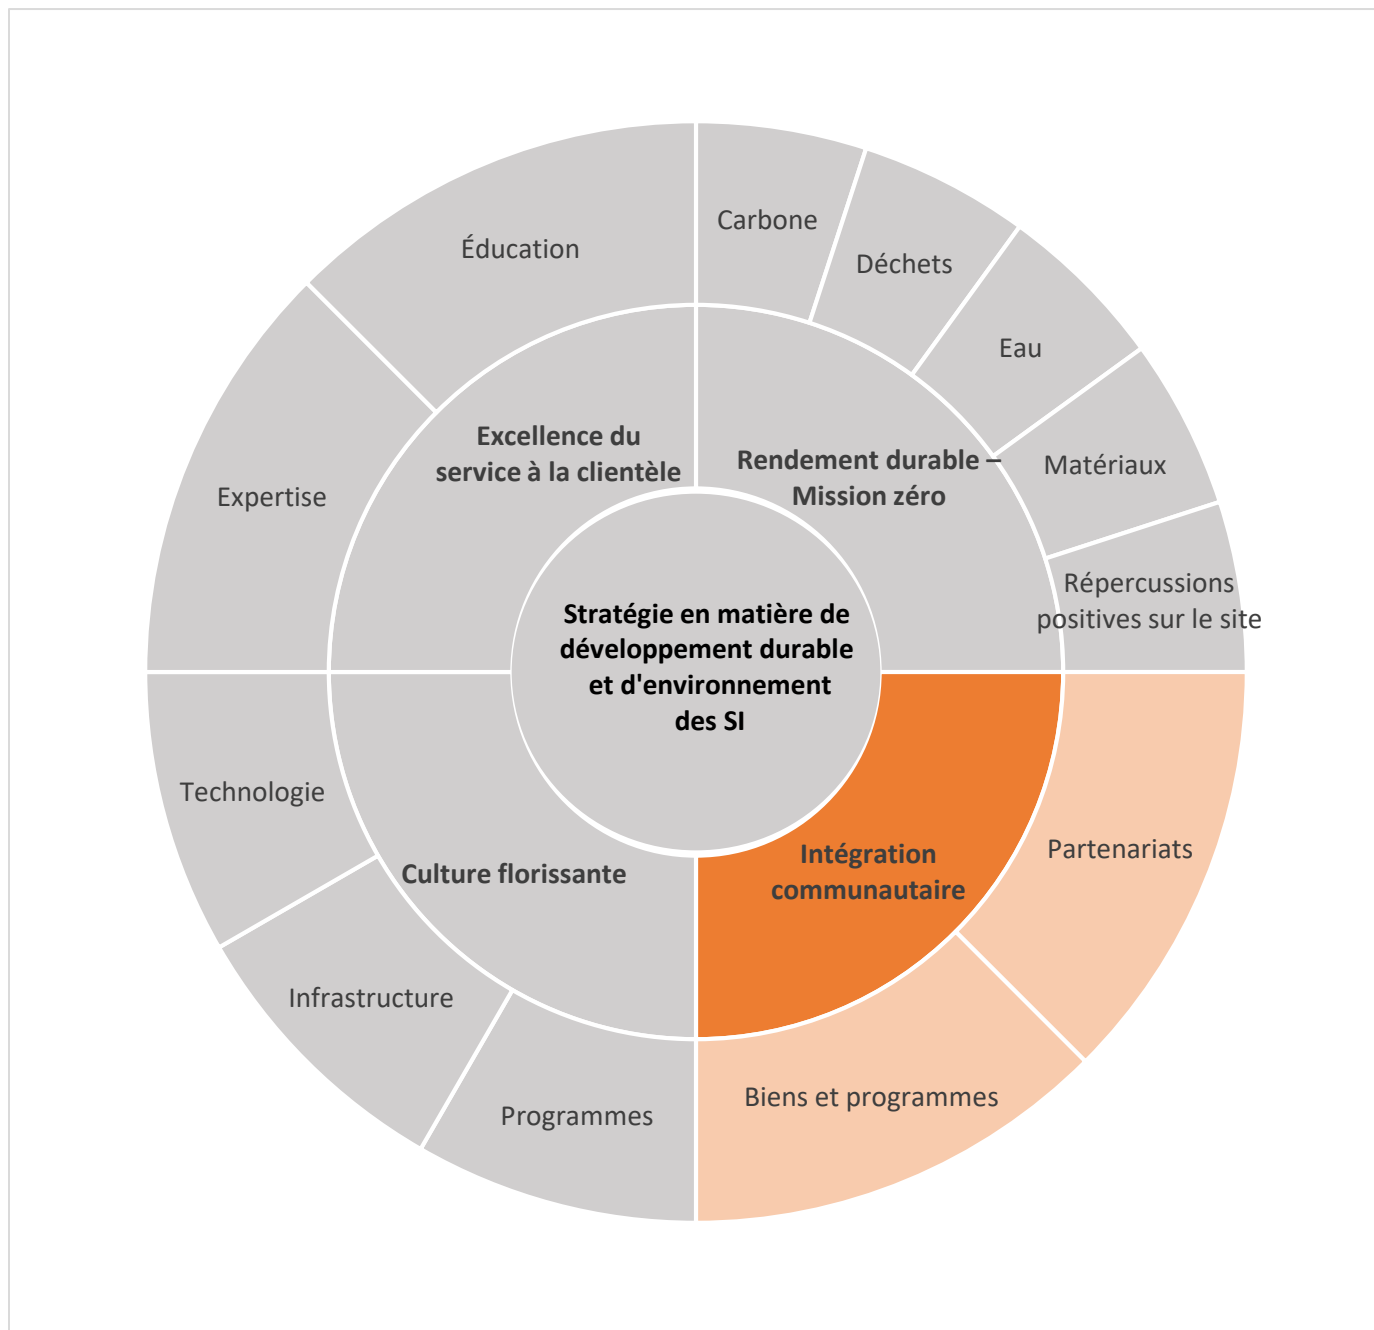 Éducation
Carbone
Déchets
Eau
Matériaux
Répercussions
positives sur le site
Expertise
Excellence du
service à la clientèle
Rendement durable –
Mission zéro
Stratégie en matière de
développement durable
et d'environnement
des SI
Technologie
Infrastructure
Programmes
Culture florissante
Intégration
communautaire
Partenariats
Biens et programmes